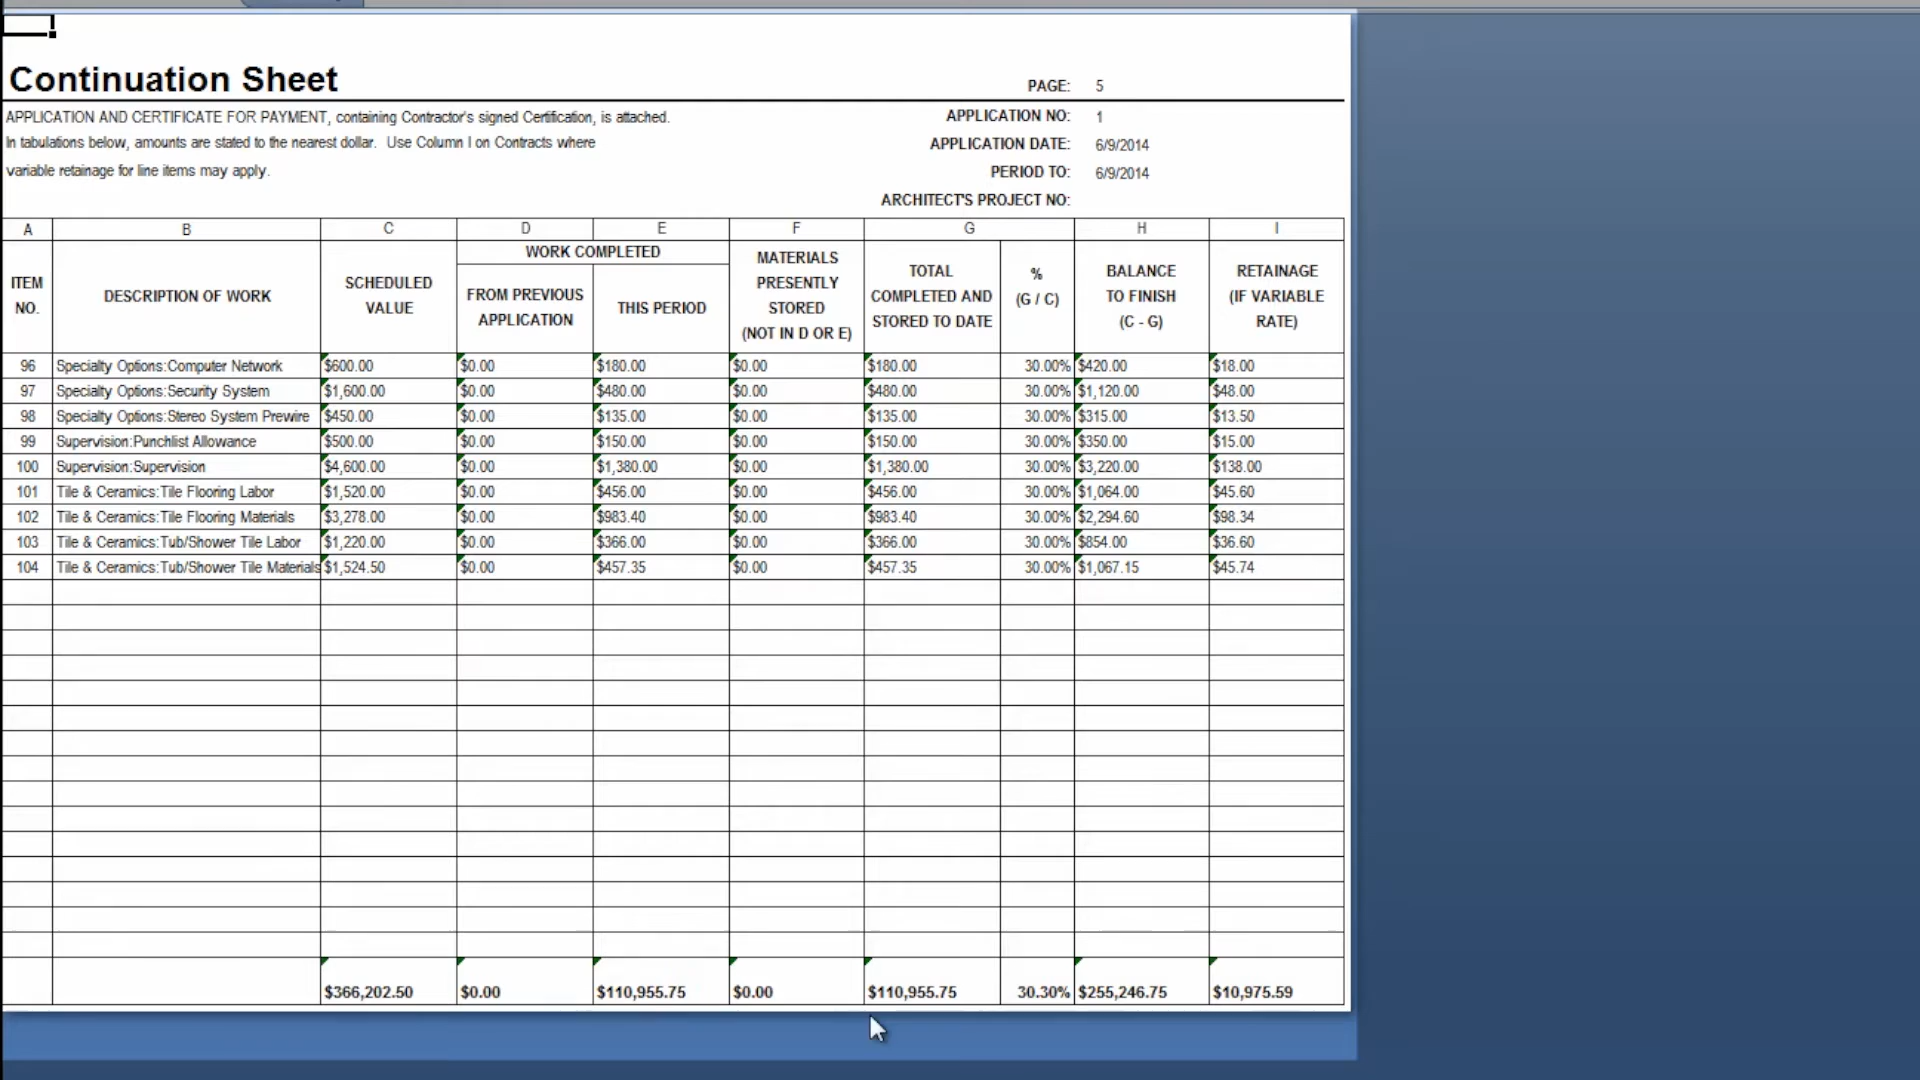 Continuation Sheet
PAGE: 5
APPLICATION AND CERTIFICATE FOR PAYMENT, containing Contractor's signed Certification, is attached.
APPLICATION NO: 1
In tabulations below, amounts are stated to the nearest dollar. Use Column I on Contracts where
APPLICATION DATE: 6/9/2014
variable retainage for line items may apply.
PERIOD TO: 6/9/2014
ARCHITECT'S PROJECT NO:
A B C D E F G H I
ITEM NO.
DESCRIPTION OF WORK
SCHEDULED VALUE
WORK COMPLETED
FROM PREVIOUS APPLICATION
THIS PERIOD
MATERIALS PRESENTLY STORED (NOT IN D OR E)
TOTAL COMPLETED AND STORED TO DATE
% (G / C)
BALANCE TO FINISH (C - G)
RETAINAGE (IF VARIABLE RATE)
96 Specialty Options:Computer Network $600.00 $0.00 $180.00 $0.00 $180.00 30.00% $420.00 $18.00
97 Specialty Options:Security System $1,600.00 $0.00 $480.00 $0.00 $480.00 30.00% $1,120.00 $48.00
98 Specialty Options:Stereo System Prewire $450.00 $0.00 $135.00 $0.00 $135.00 30.00% $315.00 $13.50
99 Supervision:Punchlist Allowance $500.00 $0.00 $150.00 $0.00 $150.00 30.00% $350.00 $15.00
100 Supervision:Supervision $4,600.00 $0.00 $1,380.00 $0.00 $1,380.00 30.00% $3,220.00 $138.00
101 Tile & Ceramics:Tile Flooring Labor $1,520.00 $0.00 $456.00 $0.00 $456.00 30.00% $1,064.00 $45.60
102 Tile & Ceramics:Tile Flooring Materials $3,278.00 $0.00 $983.40 $0.00 $983.40 30.00% $2,294.60 $98.34
103 Tile & Ceramics:Tub/Shower Tile Labor $1,220.00 $0.00 $366.00 $0.00 $366.00 30.00% $854.00 $36.60
104 Tile & Ceramics:Tub/Shower Tile Materials $1,524.50 $0.00 $457.35 $0.00 $457.35 30.00% $1,067.15 $45.74
$366,202.50 $0.00 $110,955.75 $0.00 $110,955.75 30.30% $255,246.75 $10,975.59